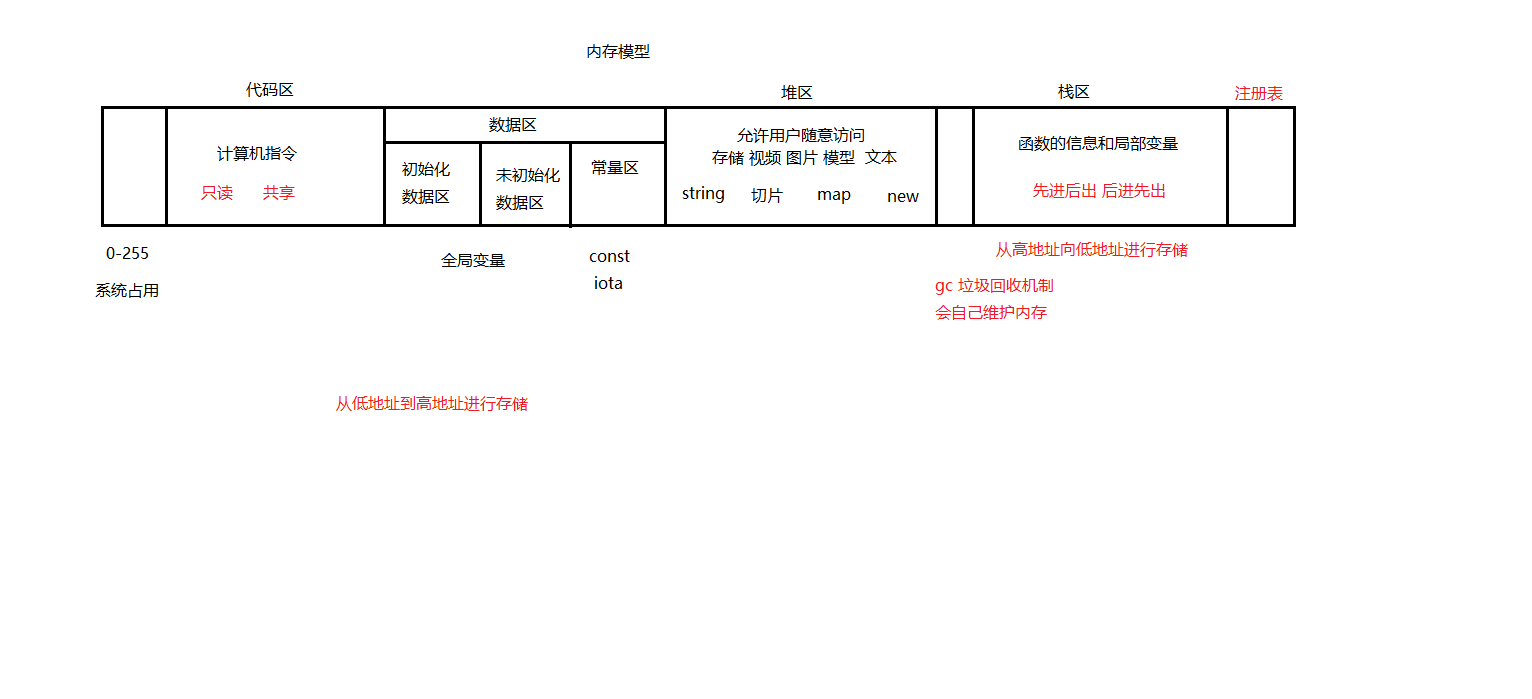 内存模型
代码区
堆区
栈区
注册表
数据区
计算机指令
只读 共享
初始化
数据区
未初始化
数据区
常量区
允许用户随意访问
存储 视频 图片 模型 文本
string 切片 map new
函数的信息和局部变量
先进后出 后进先出
0-255
系统占用
全局变量
const
iota
从高地址向低地址进行存储
gc 垃圾回收机制
会自己维护内存
从低地址到高地址进行存储